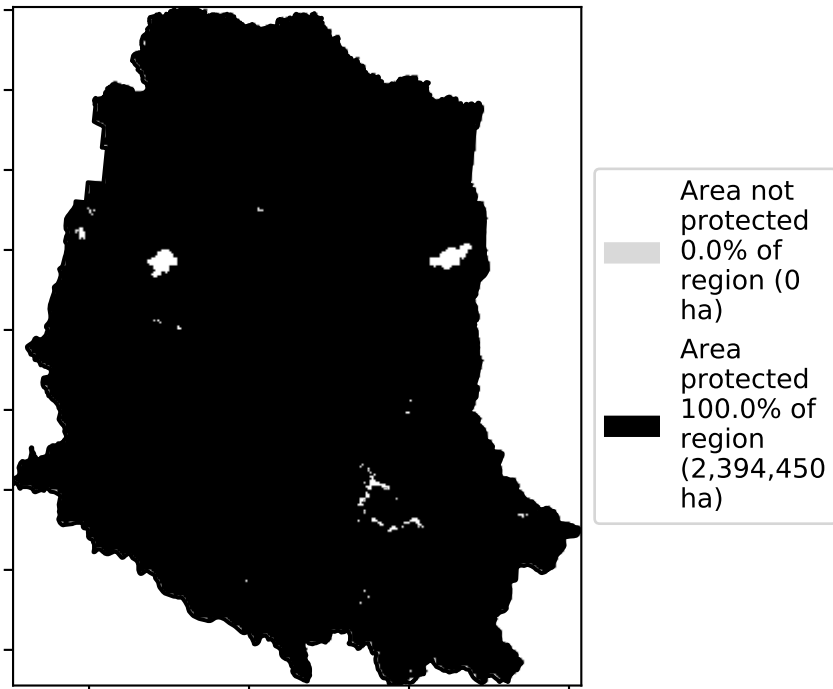 Area not
protected
0.0% of
region (0
ha)
Area
protected
100.0% of
region
(2,394,450
ha)